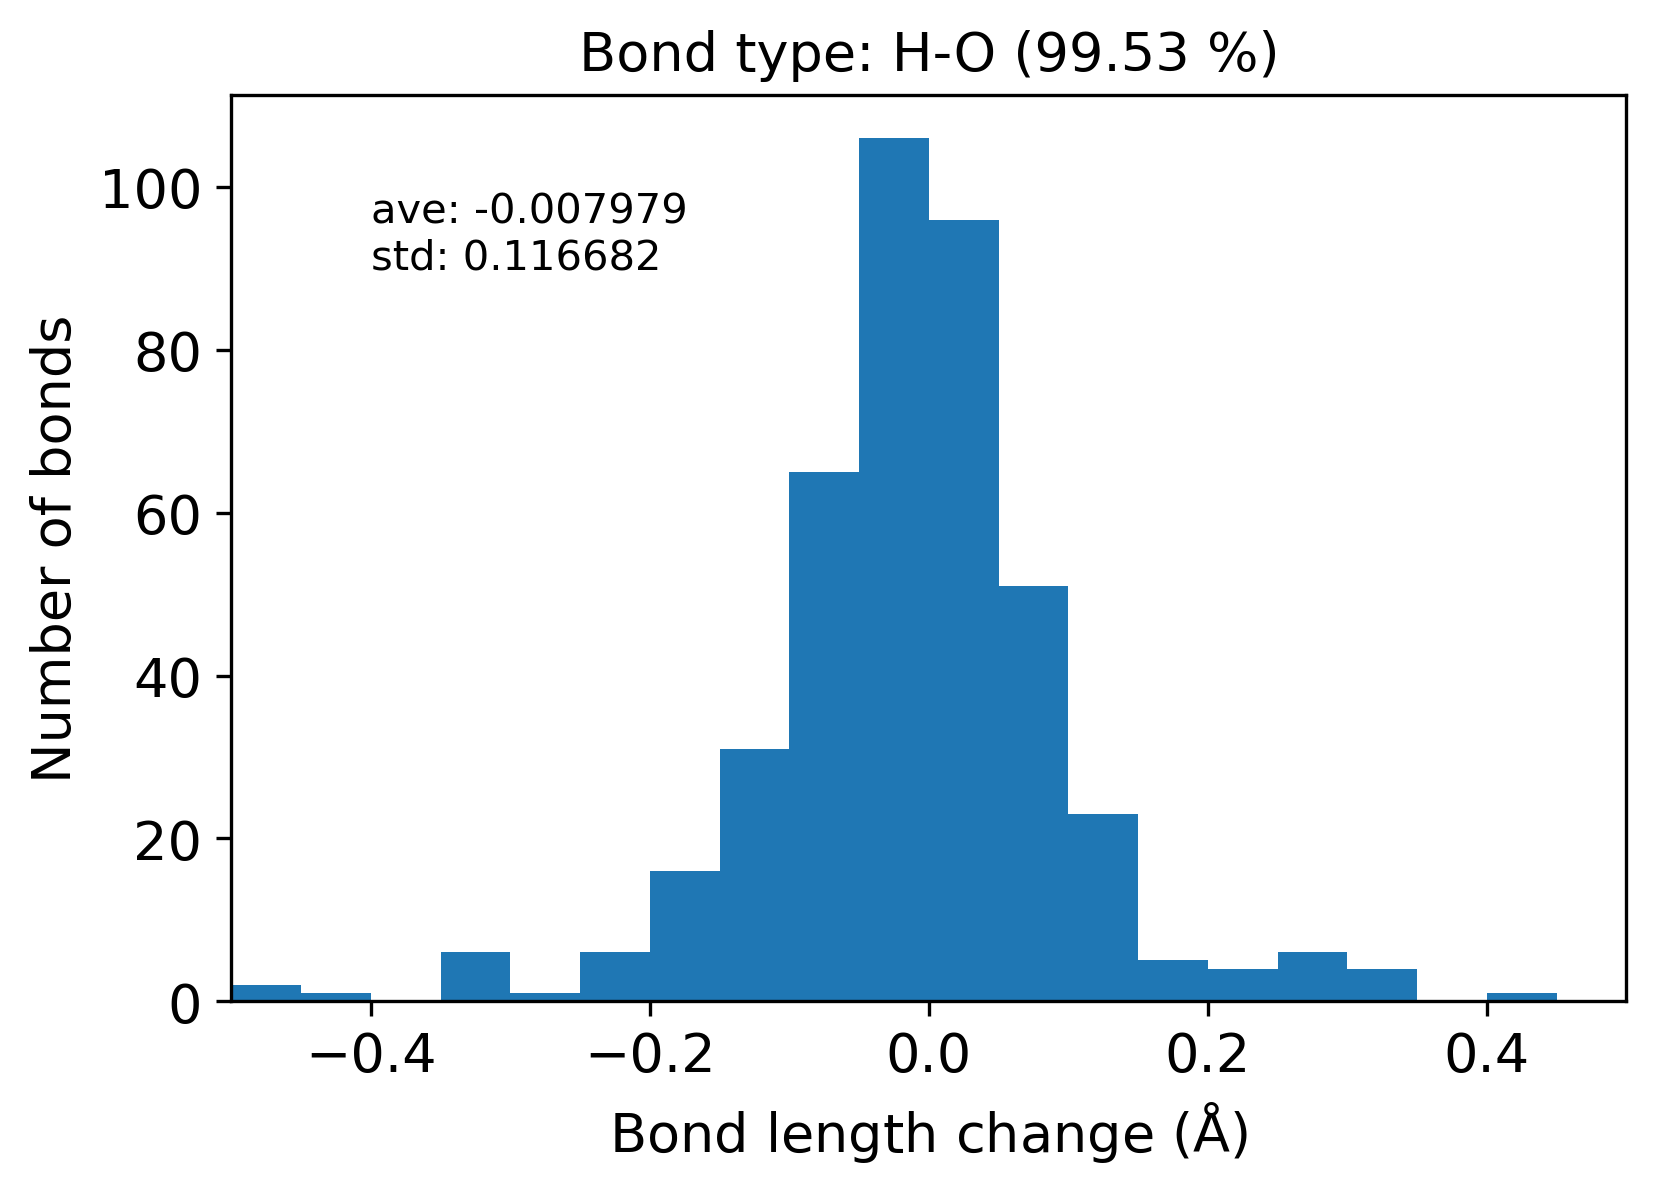 Bond type: H-O (99.53 %)
ave: -0.007979
std: 0.116682
Number of bonds
100
80
60
40
20
0
−0.4
−0.2
0.0
0.2
0.4
Bond length change (Å)